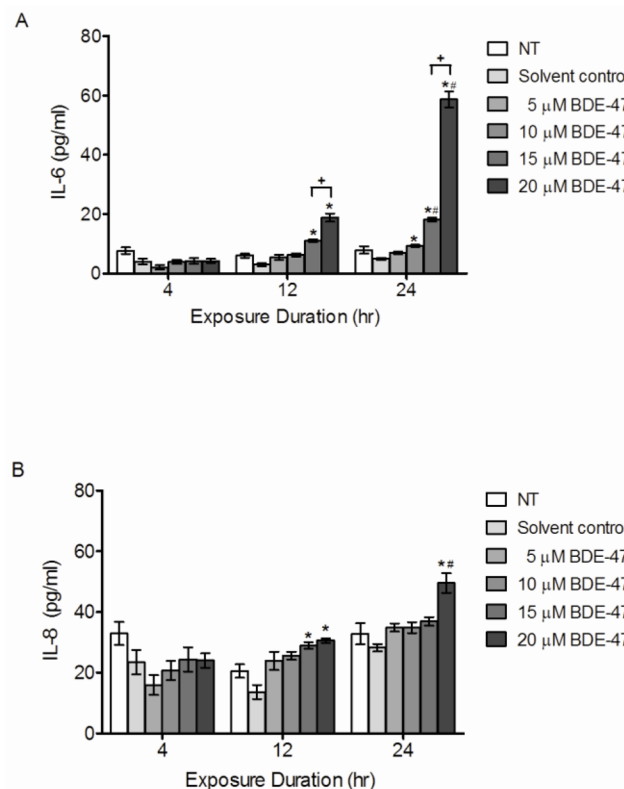 A
IL-6 (pg/ml)
80
60
40
20
0
+
*
*
+
*
*#
*#
4
12
24
Exposure Duration (hr)
NT
Solvent contro
5 µM BDE-47
10 µM BDE-47
15 µM BDE-47
20 µM BDE-47
B
IL-8 (pg/ml)
80
60
40
20
0
*
*
*#
4
12
24
Exposure Duration (hr)
NT
Solvent contro
5 µM BDE-47
10 µM BDE-47
15 µM BDE-47
20 µM BDE-47